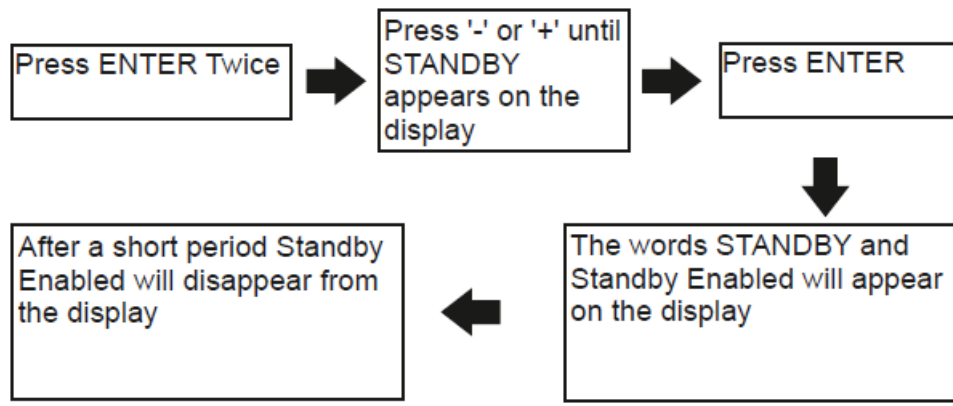 Press ENTER Twice
Press '-' or '+' until
STANDBY
appears on the
display
Press ENTER
The words STANDBY and
Standby Enabled will appear
on the display
After a short period Standby
Enabled will disappear from
the display